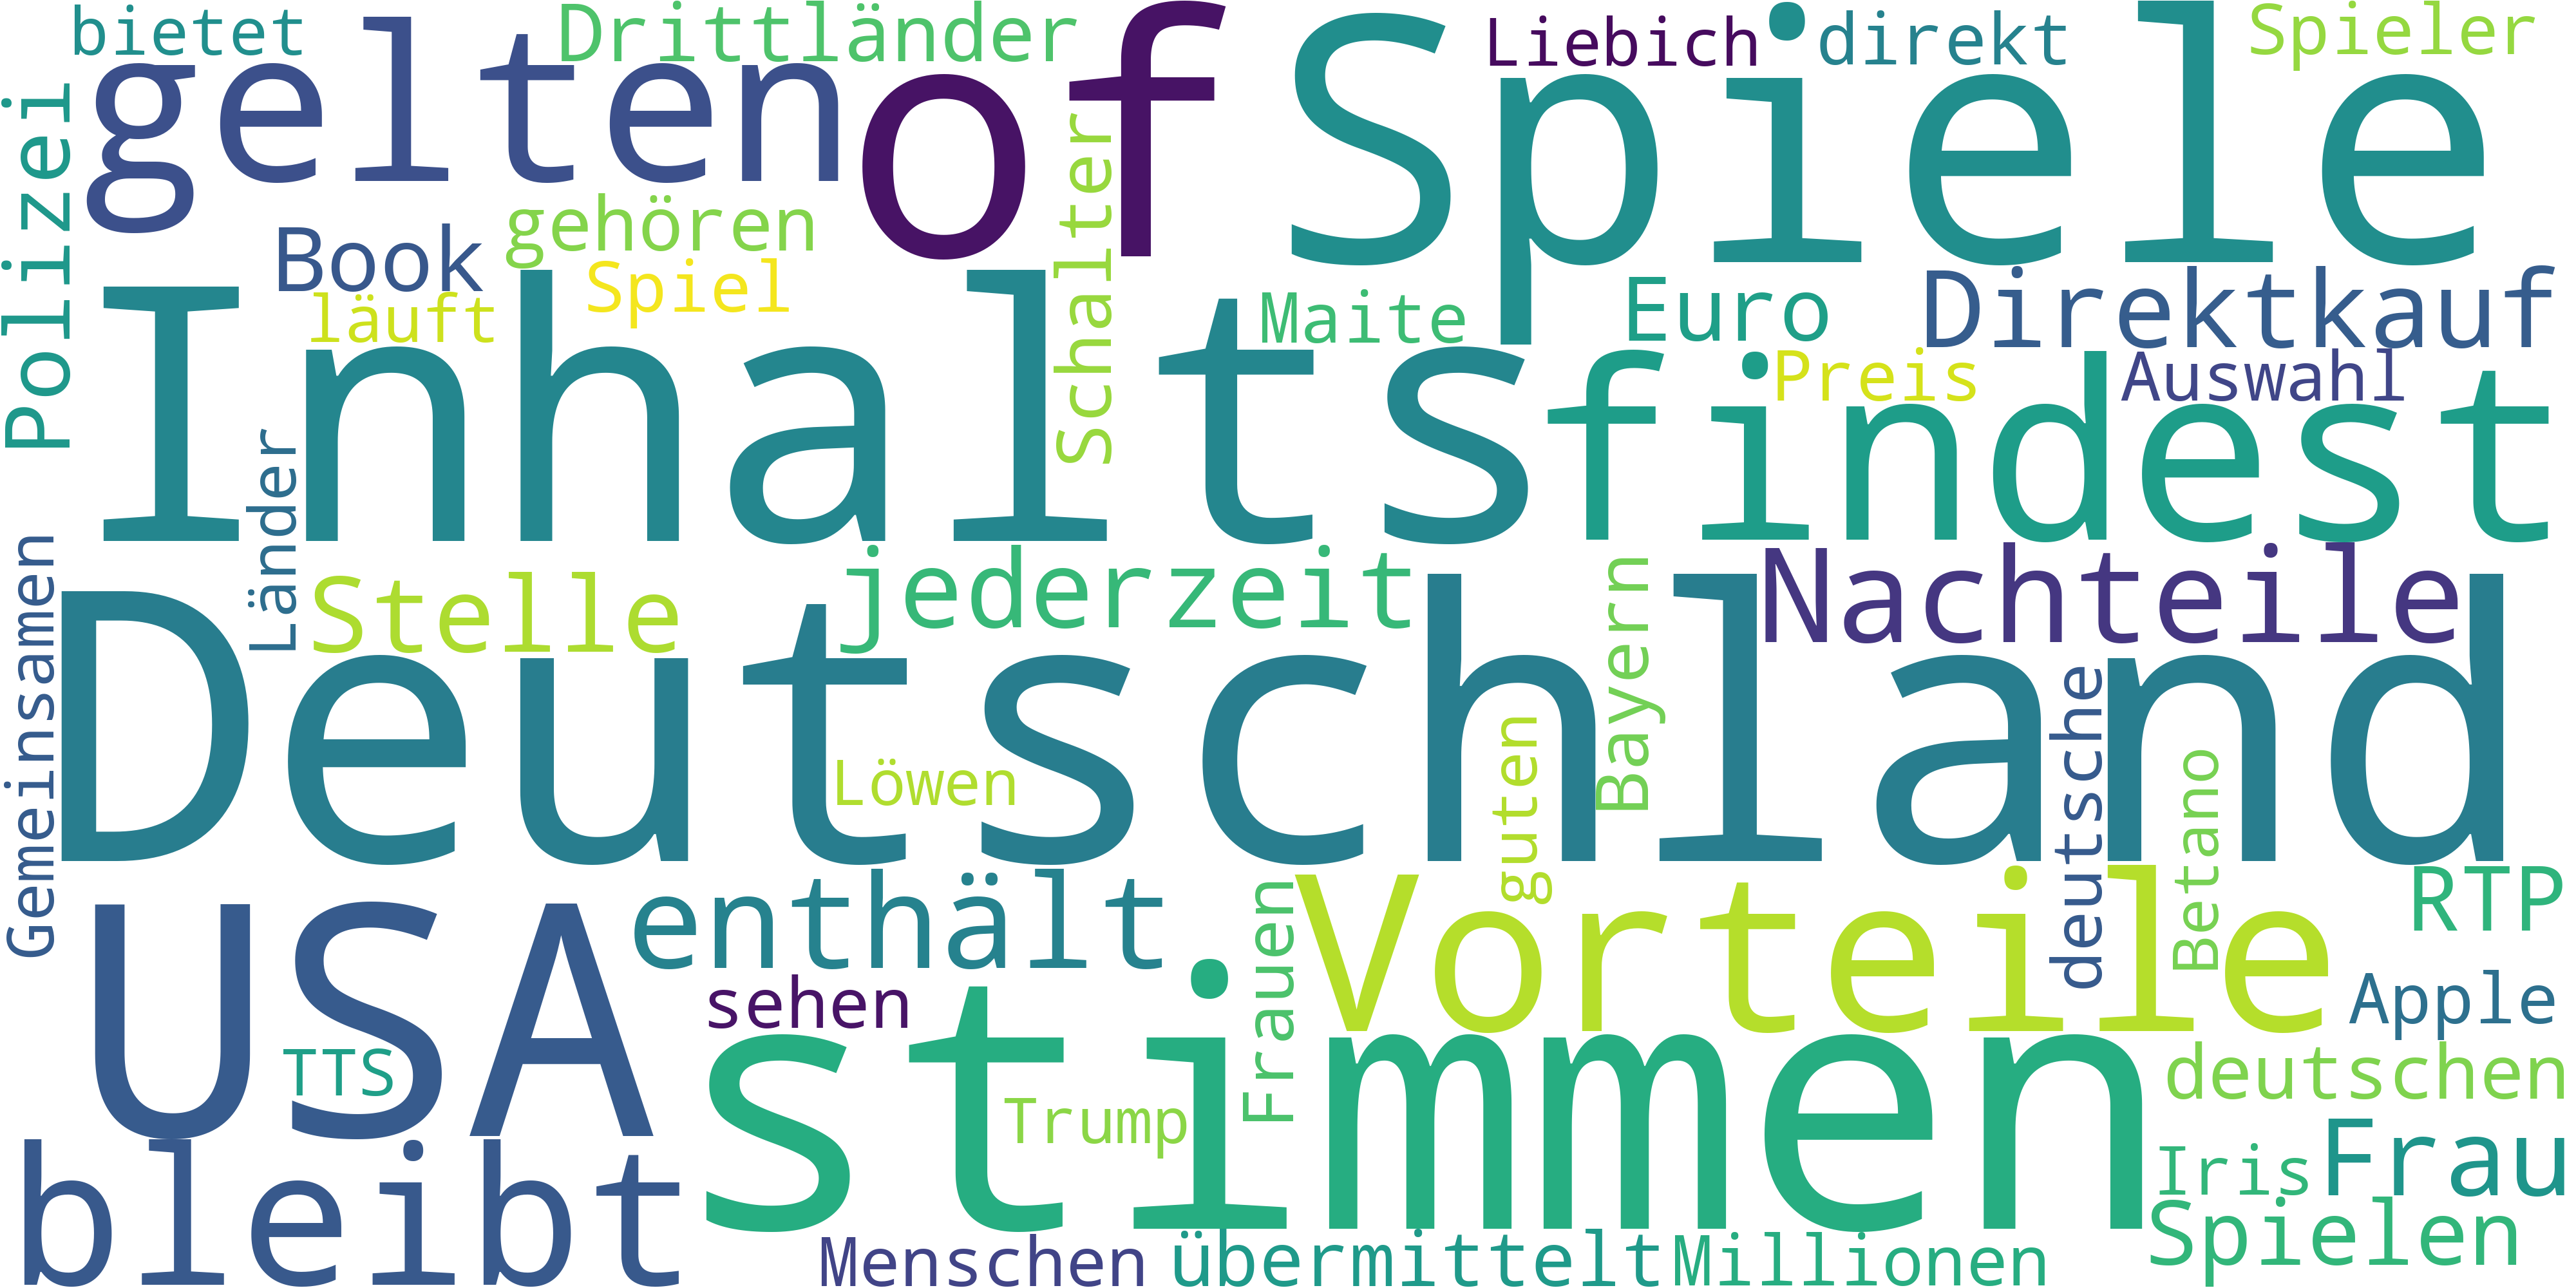 bietet
Drittländer
Liebich
direkt
Spieler
gelten
of
Spiele
Polizei
Schalter
gehören
Book
Spiel
läuft
Maite
Euro
Direktkauf
Inhalts
findest
Preis
Auswahl
Länder
Gemeinsamen
Stelle
jederzeit
Bayern
Nachteile
Deutschland
Löwen
guten
deutsche
Betano
USA
enthält
Vorteile
RTP
sehen
Frauen
Apple
TTS
stimmen
Trump
deutschen
bleibt
Iris
Frau
Spielen
Menschen
übermittelt
Millionen